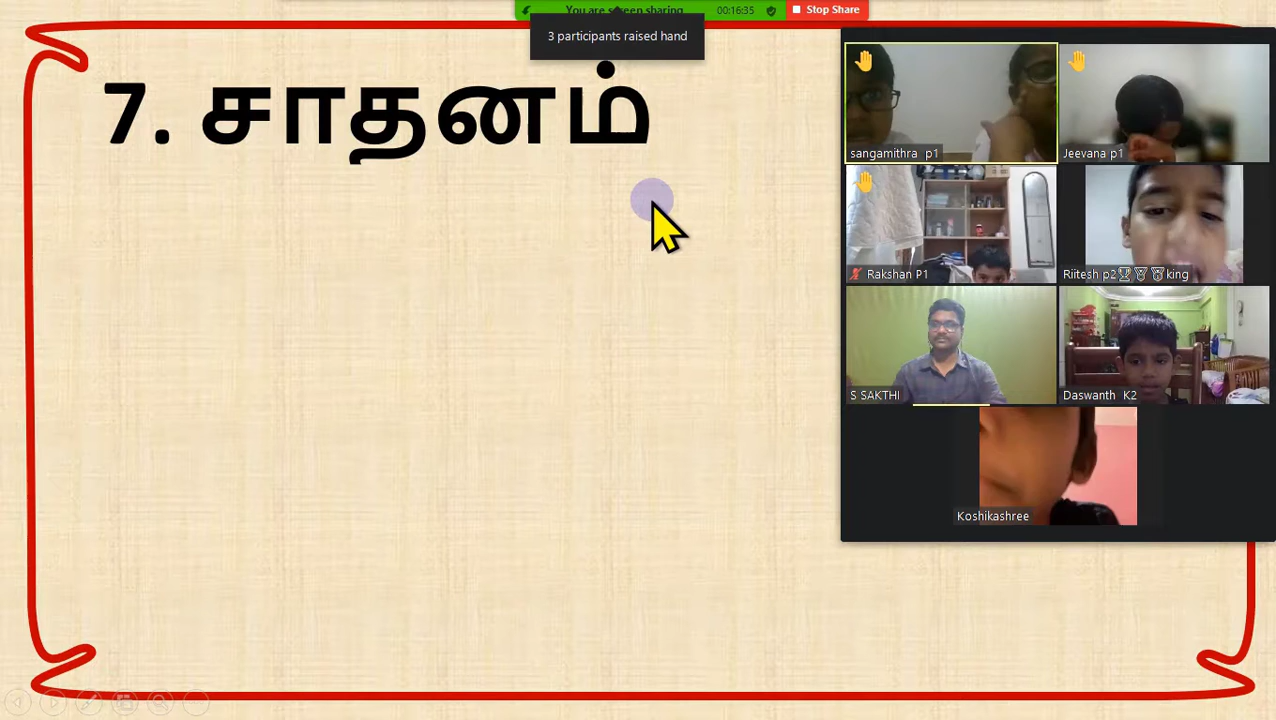 You are screen sharing 00:16:35 Stop Share
3 participants raised hand
7. சாதனம்
sangamithra p1
Jeevana p1
Rakshan P1
Riitesh p2🏆🏅🥇king
S SAKTHI
Daswanth K2
Koshikashree